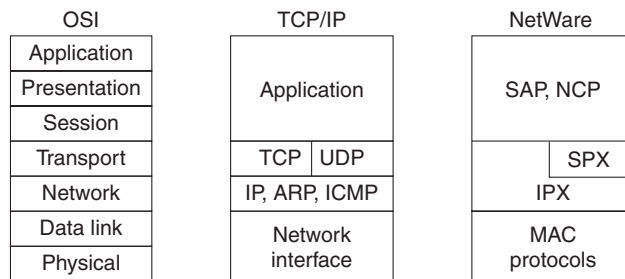 OSI
Application
Presentation
Session
Transport
Network
Data link
Physical
TCP/IP
Application
TCP UDP
IP, ARP, ICMP
Network
interface
NetWare
SAP, NCP
SPX
IPX
MAC
protocols